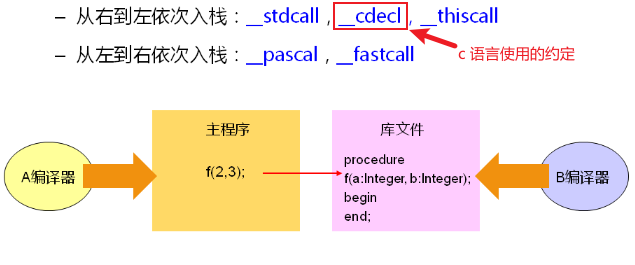 – 从右到左依次入栈：__stdcall，__cdecl，__thiscall
– 从左到右依次入栈：__pascal，__fastcall
c 语言使用的约定
主程序
库文件
A编译器
f(2,3);
procedure
f(a:Integer, b:Integer);
begin
end;
B编译器